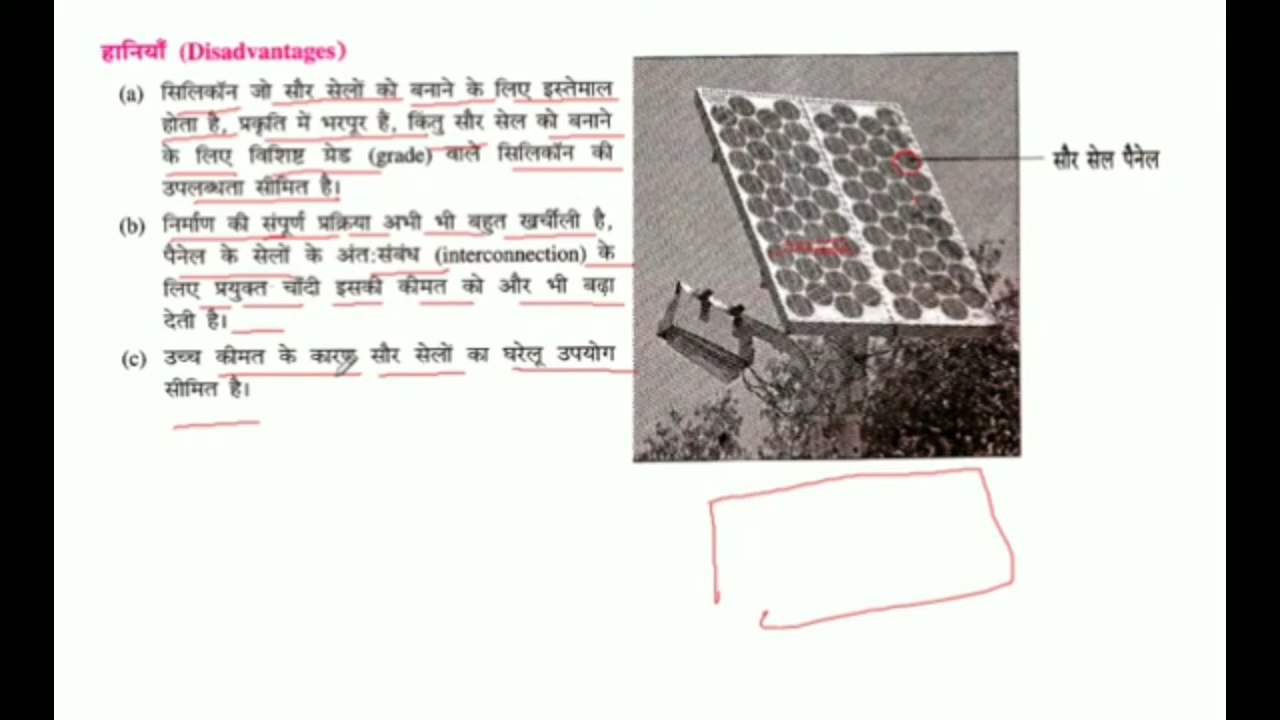 हानियाँ (Disadvantages)
(a) सिलिकॉन जो सौर सेलों को बनाने के लिए इस्तेमाल
होता है, प्रकृति में भरपूर है, किंतु सौर सेल को बनाने
के लिए विशिष्ट ग्रेड (grade) वाले सिलिकॉन की
उपलब्धता सीमित है।
(b) निर्माण की संपूर्ण प्रक्रिया अभी भी बहुत खर्चीली है,
पैनेल के सेलों के अंत:संबंध (interconnection) के
लिए प्रयुक्त चाँदी इसकी कीमत को और भी बढ़ा
देती है।
(c) उच्च कीमत के कारण सौर सेलों का घरेलू उपयोग
सीमित है।
सौर सेल पैनेल